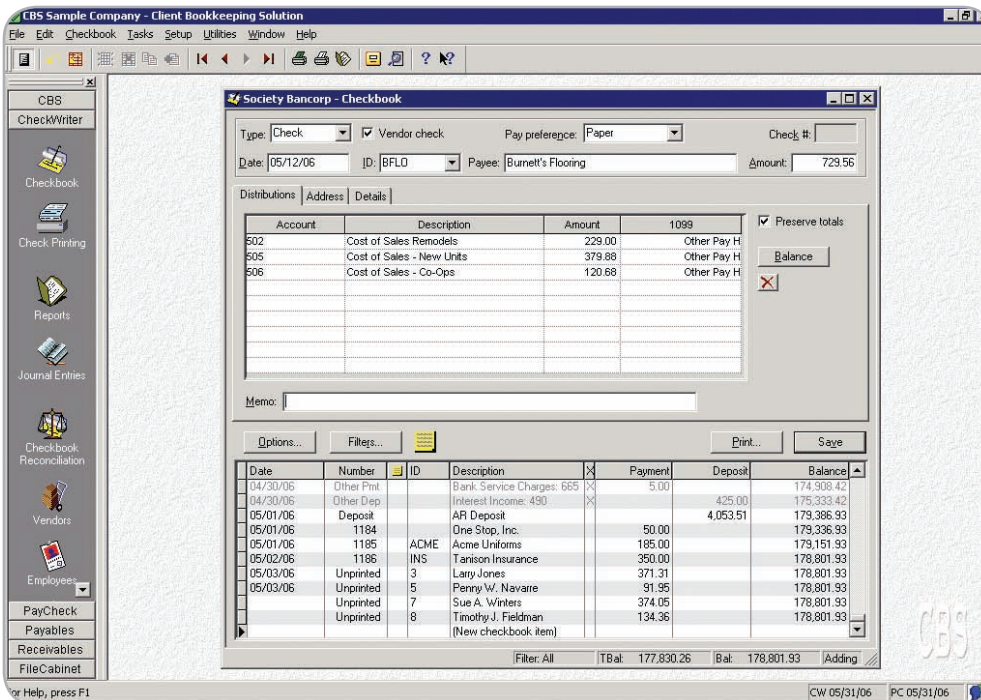 CBS Sample Company - Client Bookkeeping Solution
File Edit Checkbook Tasks Setup Utilities Window Help
CBS
CheckWriter
Checkbook
Check Printing
Reports
Journal Entries
Checkbook
Reconciliation
Vendors
Employees
PayCheck
Payables
Receivables
FileCabinet
Society Bancorp - Checkbook
Type: Check Vendor check Pay preference: Paper Check #:
Date: 05/12/06 ID: BFLO Payee: Burnett's Flooring Amount: 729.56
Distributions Address Details
Account Description Amount 1099 Preserve totals
502 Cost of Sales Remodels 229.00 Other Pay H
505 Cost of Sales - New Units 379.88 Other Pay H Balance
506 Cost of Sales - Co-Ops 120.68 Other Pay H
Memo:
Options... Filters... Print... Save
Date Number ID Description X Payment Deposit Balance
04/30/06 Other Pmt Bank Service Charges: 665 X 5.00 174,908.42
04/30/06 Other Dep Interest Income: 490 X 425.00 175,333.42
05/01/06 Deposit AR Deposit 4,053.51 179,386.93
05/01/06 1184 One Stop, Inc. 50.00 179,336.93
05/01/06 1185 ACME Acme Uniforms 185.00 179,151.93
05/02/06 1186 INS Tanison Insurance 350.00 178,801.93
05/03/06 Unprinted 3 Larry Jones 371.31 178,801.93
05/03/06 Unprinted 5 Penny W. Navarre 91.95 178,801.93
Unprinted 7 Sue A. Winters 374.05 178,801.93
Unprinted 8 Timothy J. Fieldman 134.36 178,801.93
(New checkbook item)
Filter: All TBal: 177,830.26 Bal: 178,801.93 Adding
CBS
or Help, press F1 CW 05/31/06 PC 05/31/06